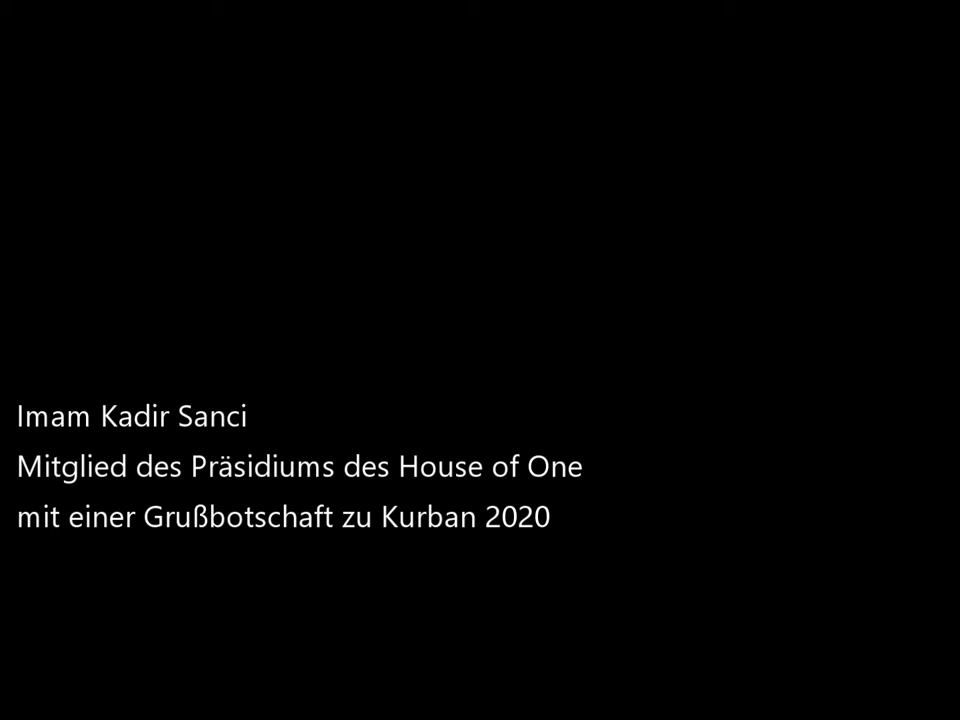 Imam Kadir Sanci
Mitglied des Präsidiums des House of One
mit einer Grußbotschaft zu Kurban 2020